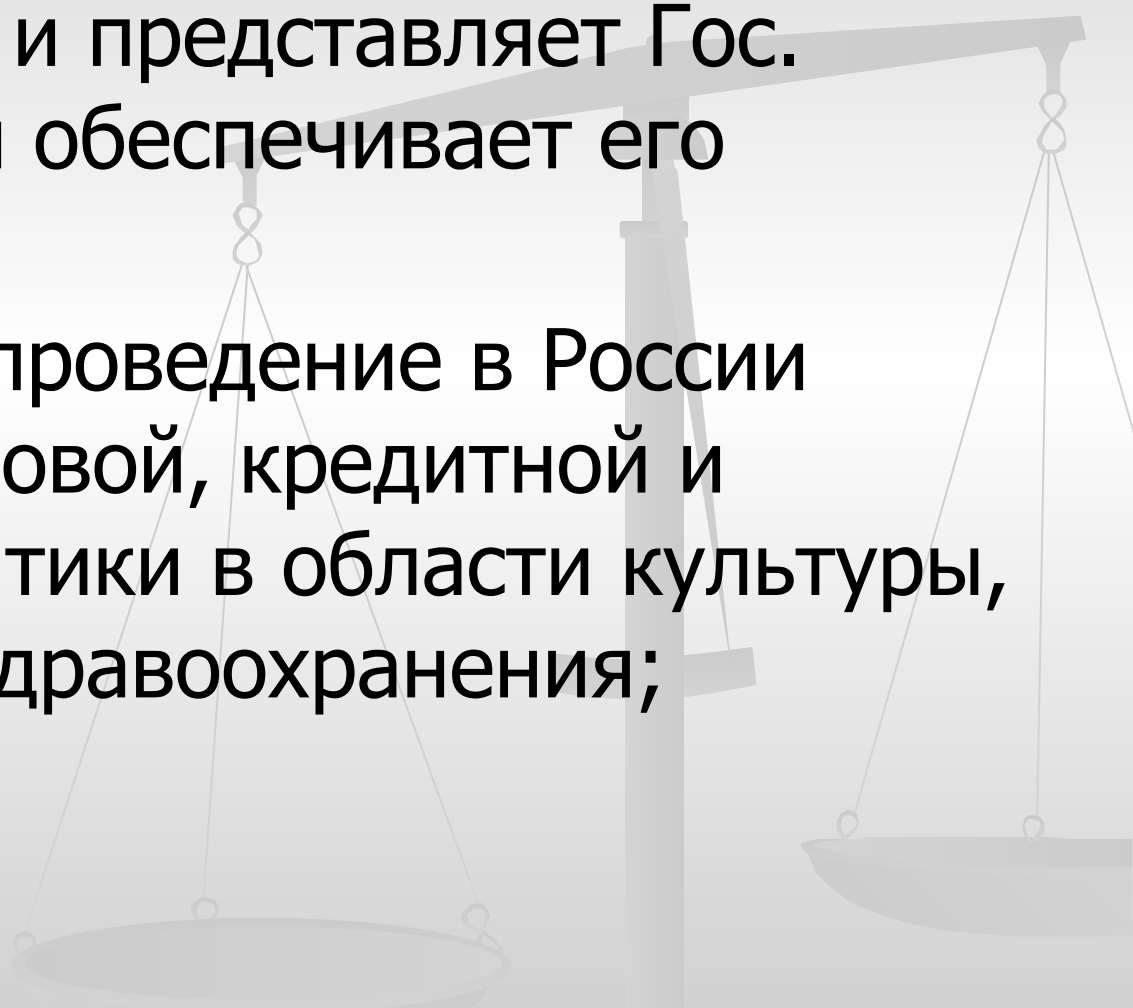 и представляет Гос.
обеспечивает его
проведение в России
овой, кредитной и
тики в области культуры,
дравоохранения;